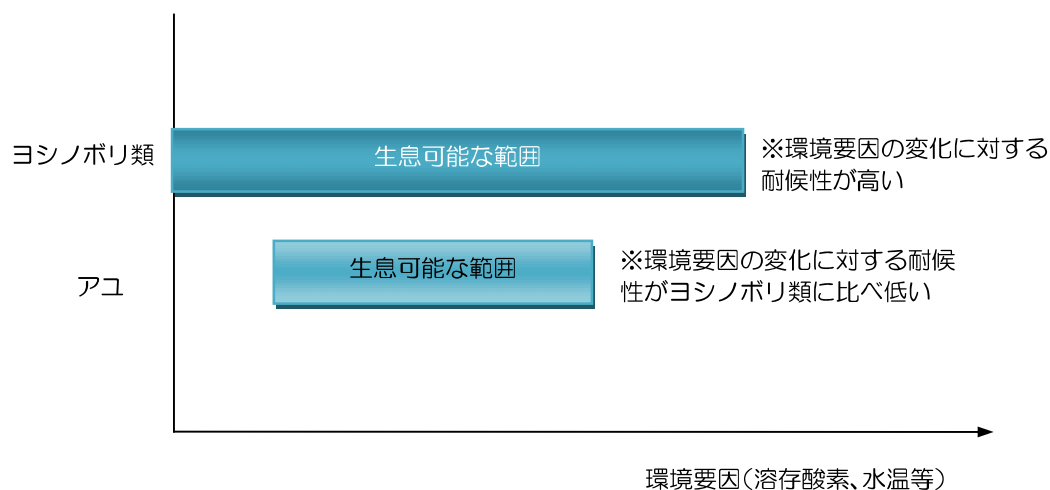 ヨシノボリ類
生息可能な範囲
※環境要因の変化に対する
耐候性が高い
アユ
生息可能な範囲
※環境要因の変化に対する耐候
性がヨシノボリ類に比べ低い
環境要因(溶存酸素、水温等)